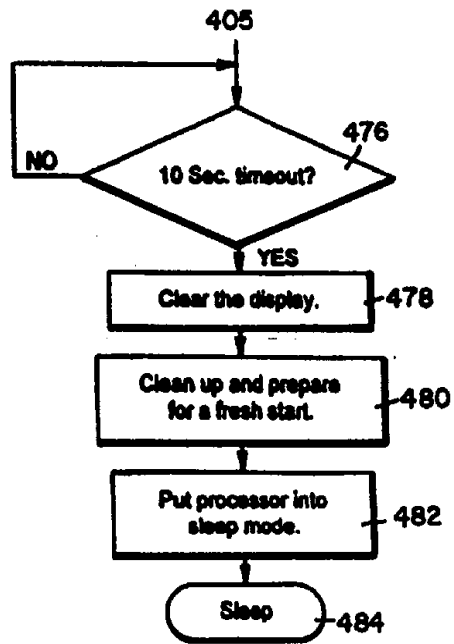 405
476
NO
10 Sec. timeout?
YES
Clear the display.
478
Clean up and prepare
for a fresh start.
480
Put processor into
sleep mode.
482
Sleep
484